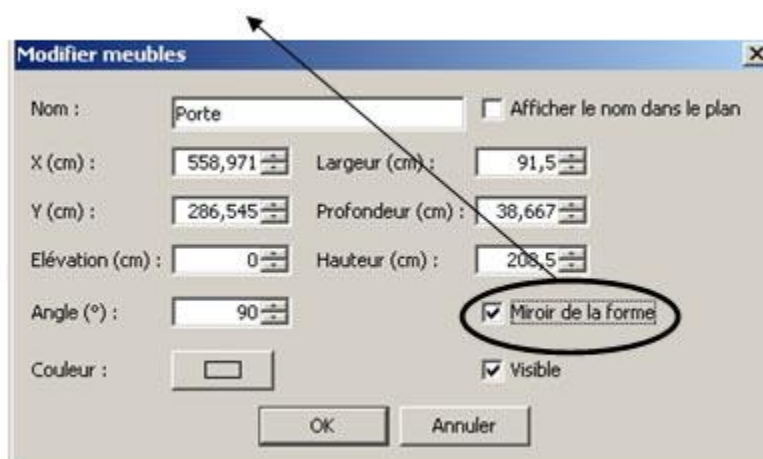 Modifier meubles
Nom : Porte Afficher le nom dans le plan
X (cm) : 558,971 Largeur (cm) : 91,5
Y (cm) : 286,545 Profondeur (cm) : 38,667
Elévation (cm) : 0 Hauteur (cm) : 208,5
Angle (°) : 90 Miroir de la forme
Couleur : Visible
OK Annuler